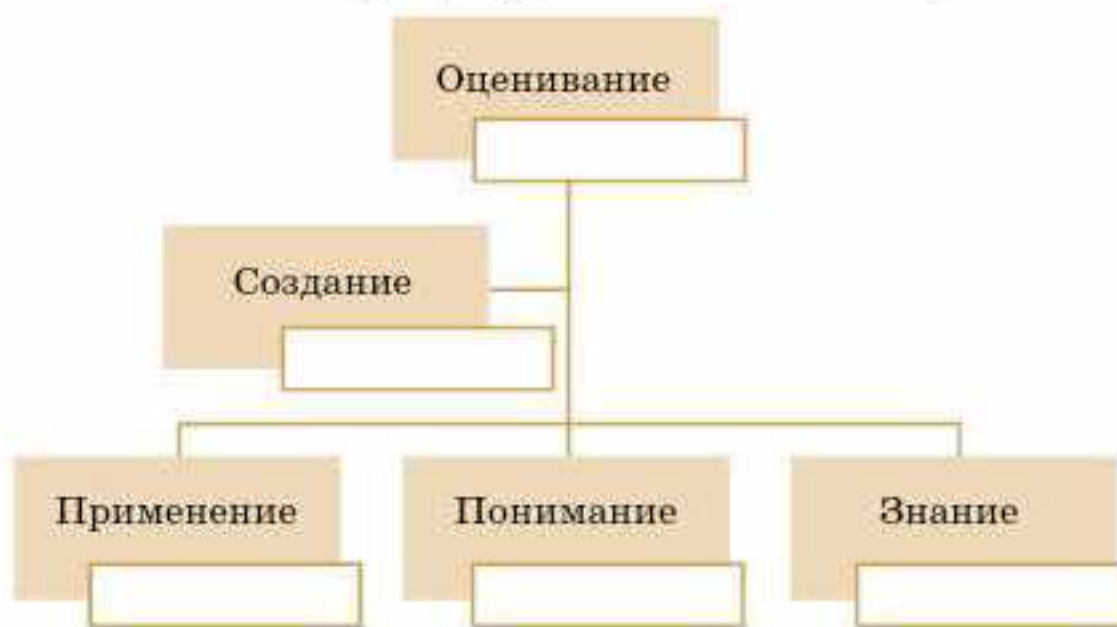 Оценивание
Создание
Применение
Понимание
Знание